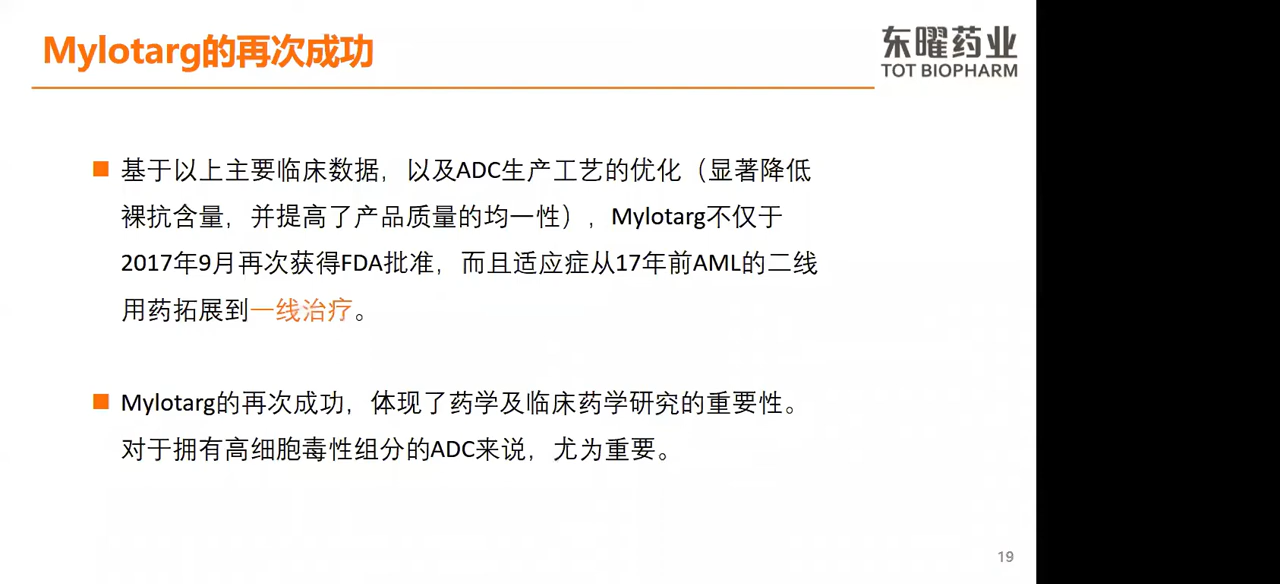 Mylotarg的再次成功
东曜药业
TOT BIOPHARM
基于以上主要临床数据，以及ADC生产工艺的优化（显著降低
裸抗含量，并提高了产品质量的均一性），Mylotarg不仅于
2017年9月再次获得FDA批准，而且适应症从17年前AML的二线
用药拓展到一线治疗。
Mylotarg的再次成功，体现了药学及临床药学研究的重要性。
对于拥有高细胞毒性组分的ADC来说，尤为重要。
19